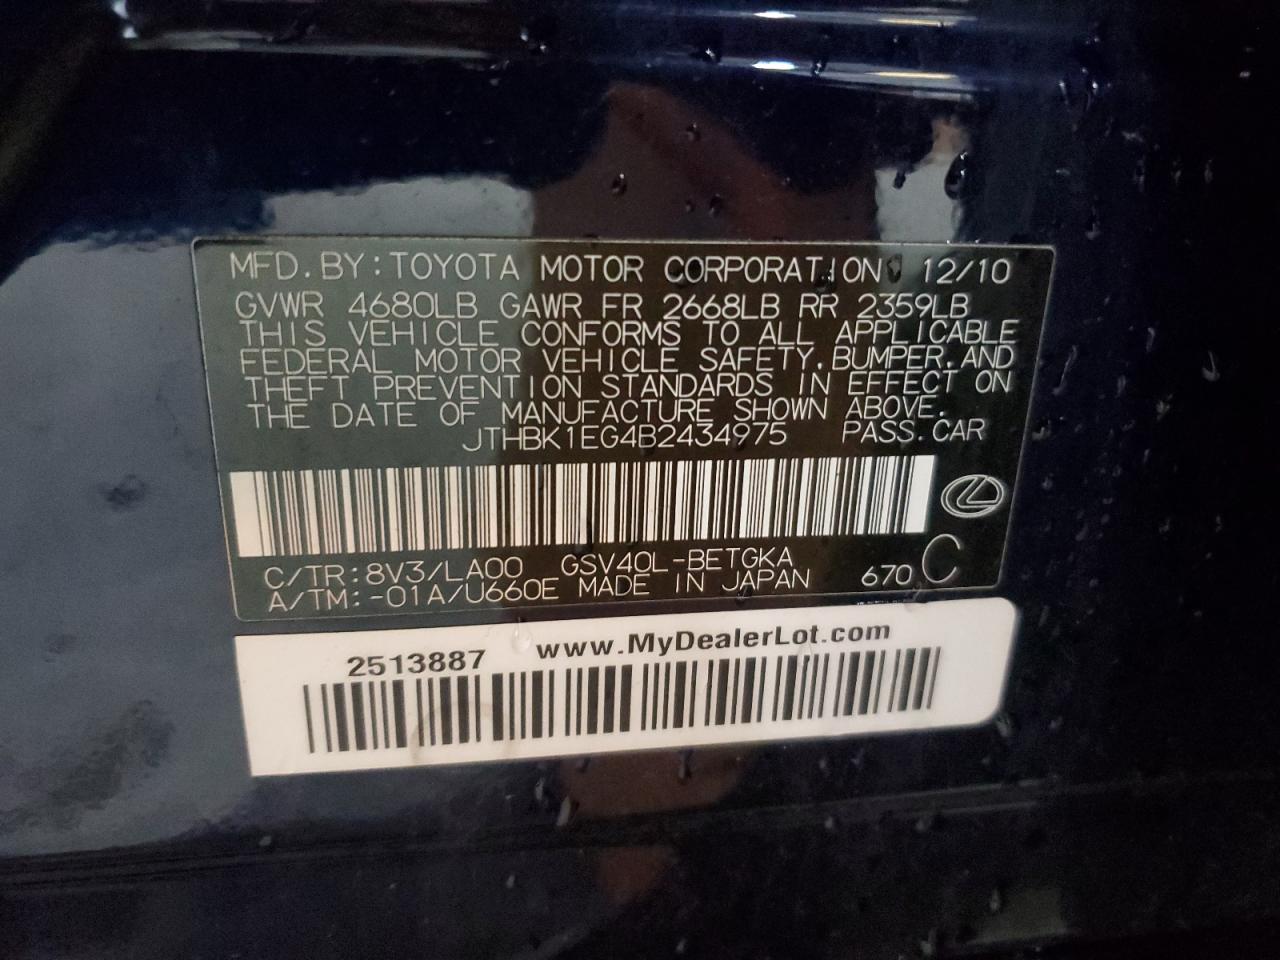 MFD.BY:TOYOTA MOTOR CORPORATION 12/10
GVWR 4680LB GAWR FR 2668LB RR 2359LB
THIS VEHICLE CONFORMS TO ALL APPLICABLE
FEDERAL MOTOR VEHICLE SAFETY,BUMPER,AND
THEFT PREVENTION STANDARDS IN EFFECT ON
THE DATE OF MANUFACTURE SHOWN ABOVE.
JTHBK1EG4B2434975 PASS.CAR
C/TR:8V3/LA00 GSV40L-BETGKA
A/TM:-01A/U660E MADE IN JAPAN 670 C
2513887 www.MyDealerLot.com